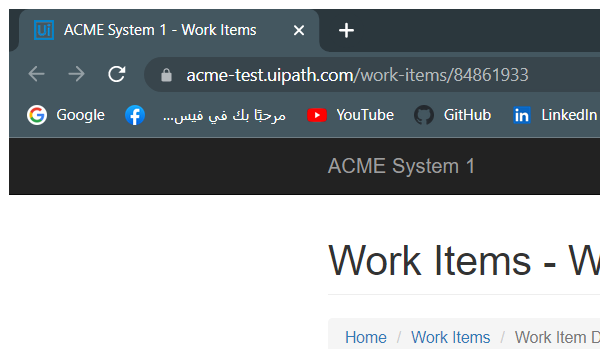 ACME System 1 - Work Items
acme-test.uipath.com/work-items/84861933
Google مرحبًا بك في فيس... YouTube GitHub LinkedIn
ACME System 1
Work Items - W
Home / Work Items / Work Item D